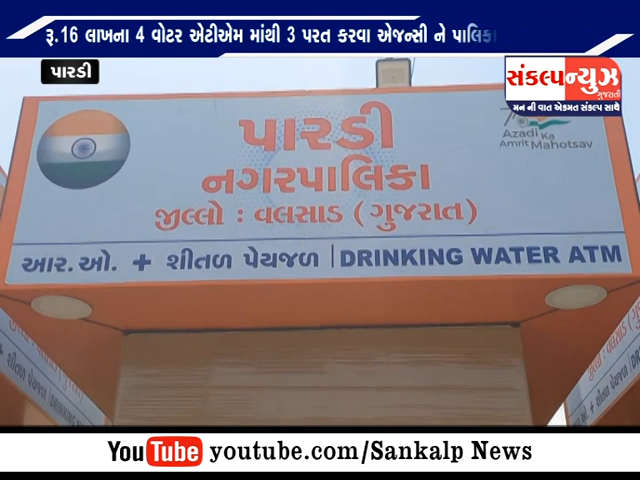 રૂ.16 લાખના 4 વોટર એટીએમ માંથી 3 પરત કરવા એજન્સી ને પાલિકા
પારડી
સંકલ્પન્યુઝ
ગુજરાતી
મન ની વાત એકમત સંકલ્પ સાથે
Azadi Ka
Amrit Mahotsav
પારડી
નગરપાલિકા
જીલ્લો : વલસાડ (ગુજરાત)
આર.ઓ. + શીતળ પેયજળ | DRINKING WATER ATM
YouTube youtube.com/Sankalp News